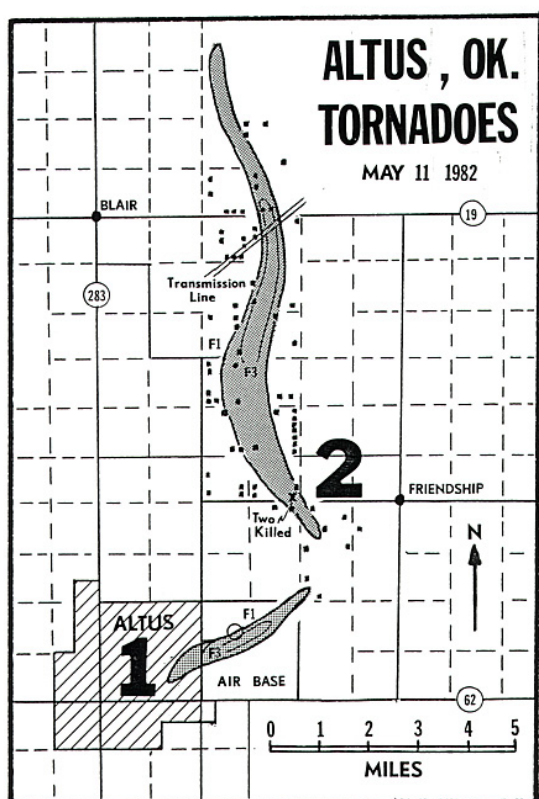 ALTUS, OK.
TORNADOES
MAY 11 1982
BLAIR
19
Transmission
Line
283
F1
F3
2
FRIENDSHIP
Two
Killed
N
ALTUS
F1
1
F3
AIR BASE
62
0 1 2 3 4 5
MILES